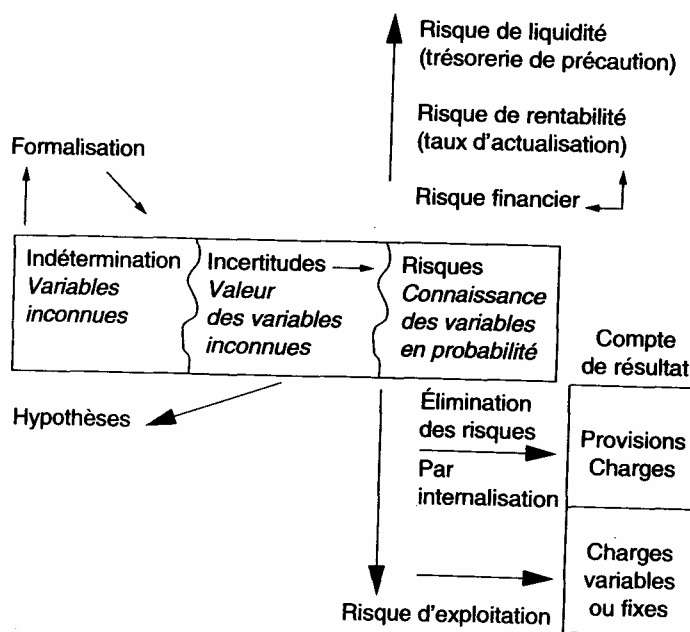 Risque de liquidité
(trésorerie de précaution)
Risque de rentabilité
(taux d'actualisation)
Formalisation
Risque financier
Indétermination
Variables
inconnues
Incertitudes
Valeur
des variables
inconnues
Risques
Connaissance
des variables
en probabilité
Compte
de résultat
Hypothèses
Élimination
des risques
Par
internalisation
Provisions
Charges
Charges
variables
ou fixes
Risque d'exploitation